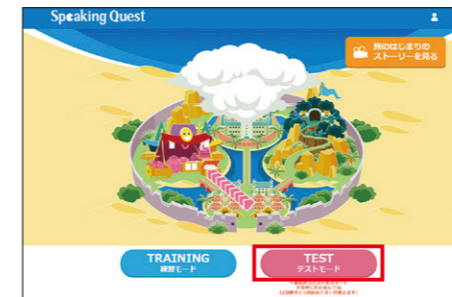 Speaking Quest
旅のはじまりの
ストーリーを見る
TRAINING
練習モード
TEST
テストモード